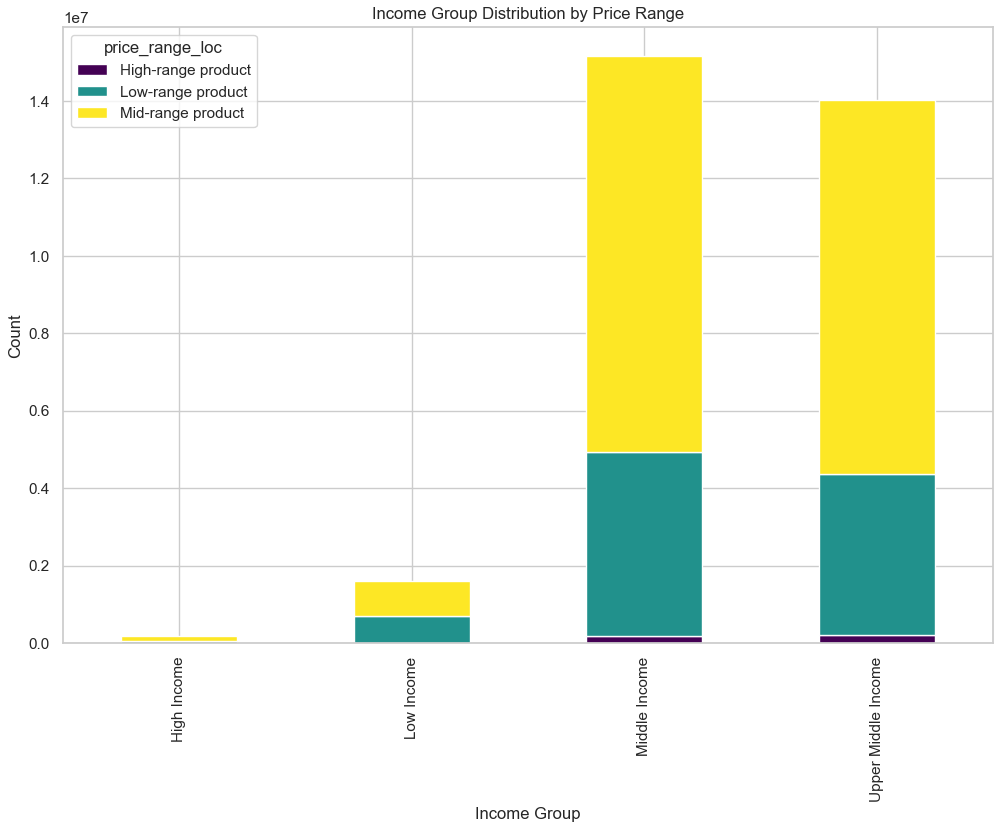 Income Group Distribution by Price Range
1e7
price_range_loc
High-range product
Low-range product
Mid-range product
1.4
1.2
1.0
0.8
0.6
0.4
0.2
0.0
Count
High Income
Low Income
Middle Income
Upper Middle Income
Income Group